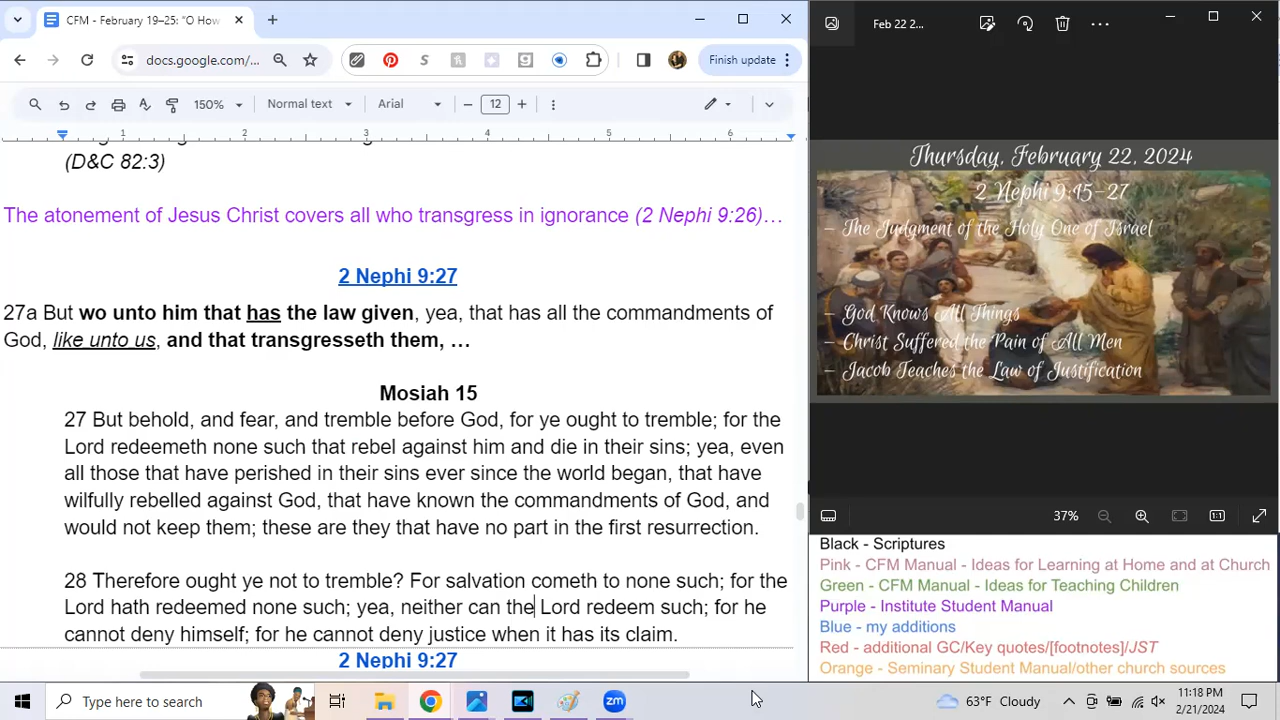 CFM - February 19–25: "O How
docs.google.com/...
Finish update
150%
Normal text
Arial
12
1 2 3 4 5 6
(D&C 82:3)
The atonement of Jesus Christ covers all who transgress in ignorance (2 Nephi 9:26)…
2 Nephi 9:27
27a But wo unto him that has the law given, yea, that has all the commandments of
God, like unto us, and that transgresseth them, …
Mosiah 15
27 But behold, and fear, and tremble before God, for ye ought to tremble; for the
Lord redeemeth none such that rebel against him and die in their sins; yea, even
all those that have perished in their sins ever since the world began, that have
wilfully rebelled against God, that have known the commandments of God, and
would not keep them; these are they that have no part in the first resurrection.
28 Therefore ought ye not to tremble? For salvation cometh to none such; for the
Lord hath redeemed none such; yea, neither can the Lord redeem such; for he
cannot deny himself; for he cannot deny justice when it has its claim.
2 Nephi 9:27
Feb 22 2...
Thursday, February 22, 2024
2 Nephi 9:15-27
- The Judgment of the Holy One of Israel
- God Knows All Things
- Christ Suffered the Pain of All Men
- Jacob Teaches the Law of Justification
37%
Black - Scriptures
Pink - CFM Manual - Ideas for Learning at Home and at Church
Green - CFM Manual - Ideas for Teaching Children
Purple - Institute Student Manual
Blue - my additions
Red - additional GC/Key quotes/[footnotes]/JST
Orange - Seminary Student Manual/other church sources
Type here to search
zm
63°F Cloudy
11:18 PM
2/21/2024